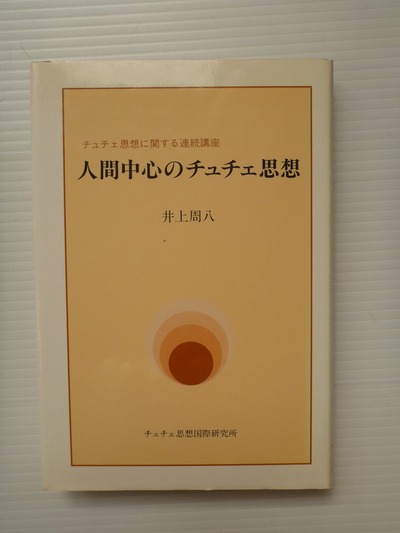 チュチェ思想に関する連続講座
人間中心のチュチェ思想
井上周八
チュチェ思想国際研究所